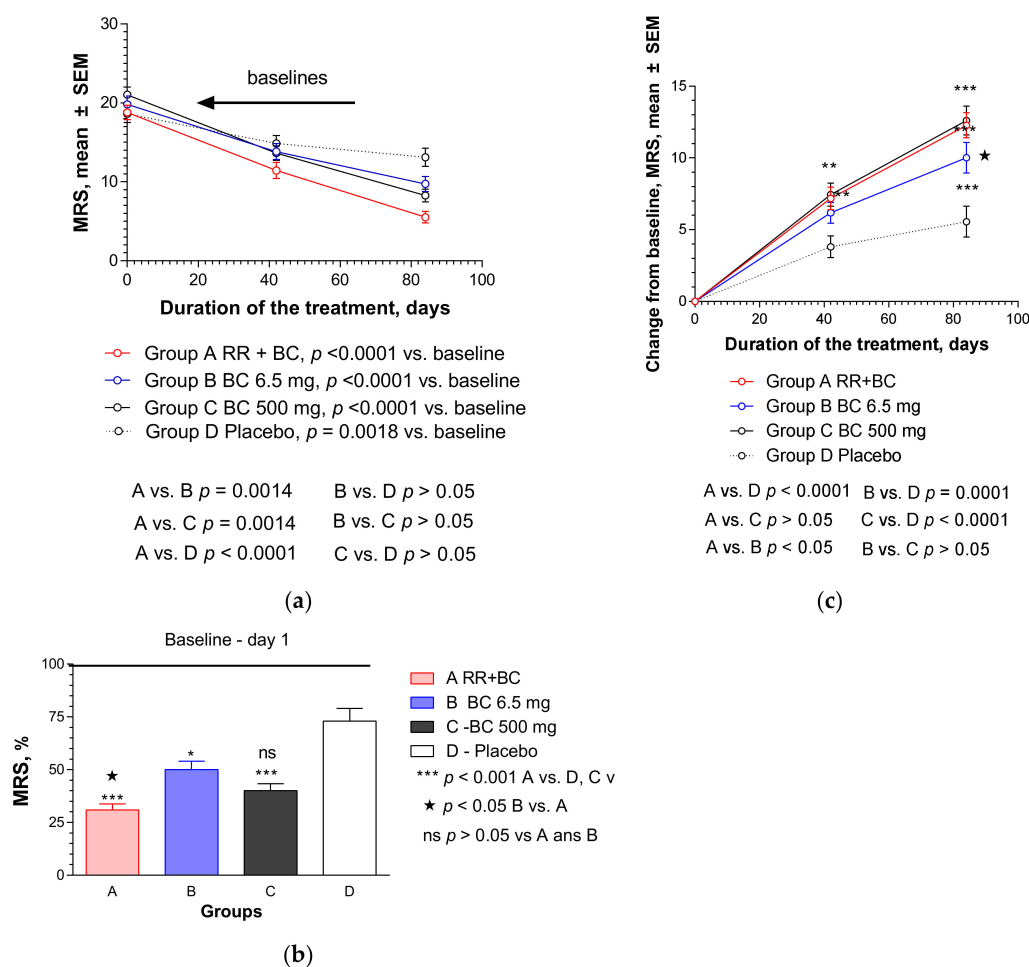 MRS, mean ± SEM
30
20
10
0
baselines
0 20 40 60 80 100
Duration of the treatment, days
Group A RR + BC, p <0.0001 vs. baseline
Group B BC 6.5 mg, p <0.0001 vs. baseline
Group C BC 500 mg, p <0.0001 vs. baseline
Group D Placebo, p = 0.0018 vs. baseline
A vs. B p = 0.0014 B vs. D p > 0.05
A vs. C p = 0.0014 B vs. C p > 0.05
A vs. D p < 0.0001 C vs. D p > 0.05
(a)
Change from baseline, MRS, mean ± SEM
15
10
5
0
***
***
**
**
★
***
0 20 40 60 80 100
Duration of the treatment, days
Group A RR+BC
Group B BC 6.5 mg
Group C BC 500 mg
Group D Placebo
A vs. D p < 0.0001 B vs. D p = 0.0001
A vs. C p > 0.05 C vs. D p < 0.0001
A vs. B p < 0.05 B vs. C p > 0.05
(c)
Baseline - day 1
MRS, %
100
75
50
25
0
★
***
*
ns
***
A B C D
Groups
A RR+BC
B BC 6.5 mg
C -BC 500 mg
D - Placebo
*** p < 0.001 A vs. D, C v
★ p < 0.05 B vs. A
ns p > 0.05 vs A ans B
(b)